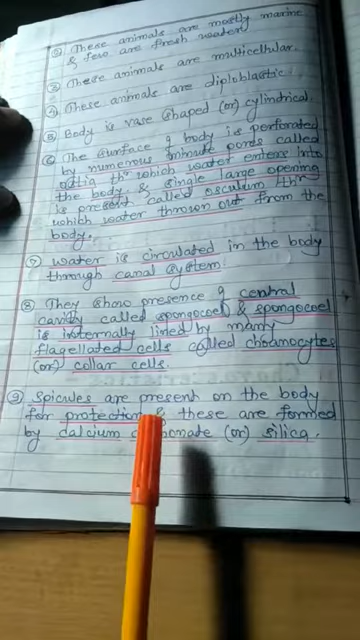 ② These animals are mostly marine
& few are fresh water.
③ These animals are multicellular.
④ These animals are diploblastic.
⑤ Body is vase shaped (or) cylindrical.
⑥ The surface of body is perforated
by numerous minute pores called
ostia thr which water enters into
the body & single large opening
is present called osculum thr
which water thrown out from the
body.
⑦ Water is circulated in the body
through canal system
⑧ They show presence of central
cavity called spongocoel & spongocoel
is internally lined by many
flagellated cells called choanocytes
(or) collar cells.
⑨ Spicules are present on the body
for protection & these are formed
by calcium carbonate (or) silica.